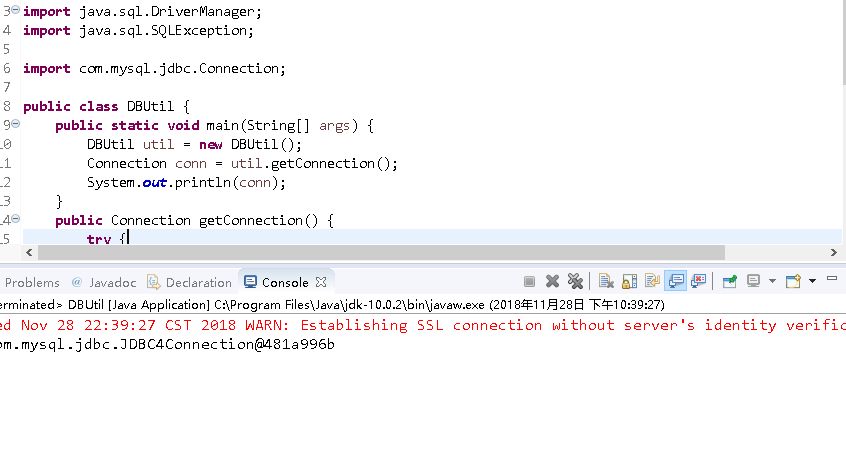 3 import java.sql.DriverManager;
4 import java.sql.SQLException;
5
6 import com.mysql.jdbc.Connection;
7
8 public class DBUtil {
9 public static void main(String[] args) {
10 DBUtil util = new DBUtil();
11 Connection conn = util.getConnection();
12 System.out.println(conn);
13 }
14 public Connection getConnection() {
15 try {
Problems @ Javadoc Declaration Console
erminated> DBUtil [Java Application] C:\Program Files\Java\jdk-10.0.2\bin\javaw.exe (2018年11月28日 下午10:39:27)
ed Nov 28 22:39:27 CST 2018 WARN: Establishing SSL connection without server's identity verific
om.mysql.jdbc.JDBC4Connection@481a996b